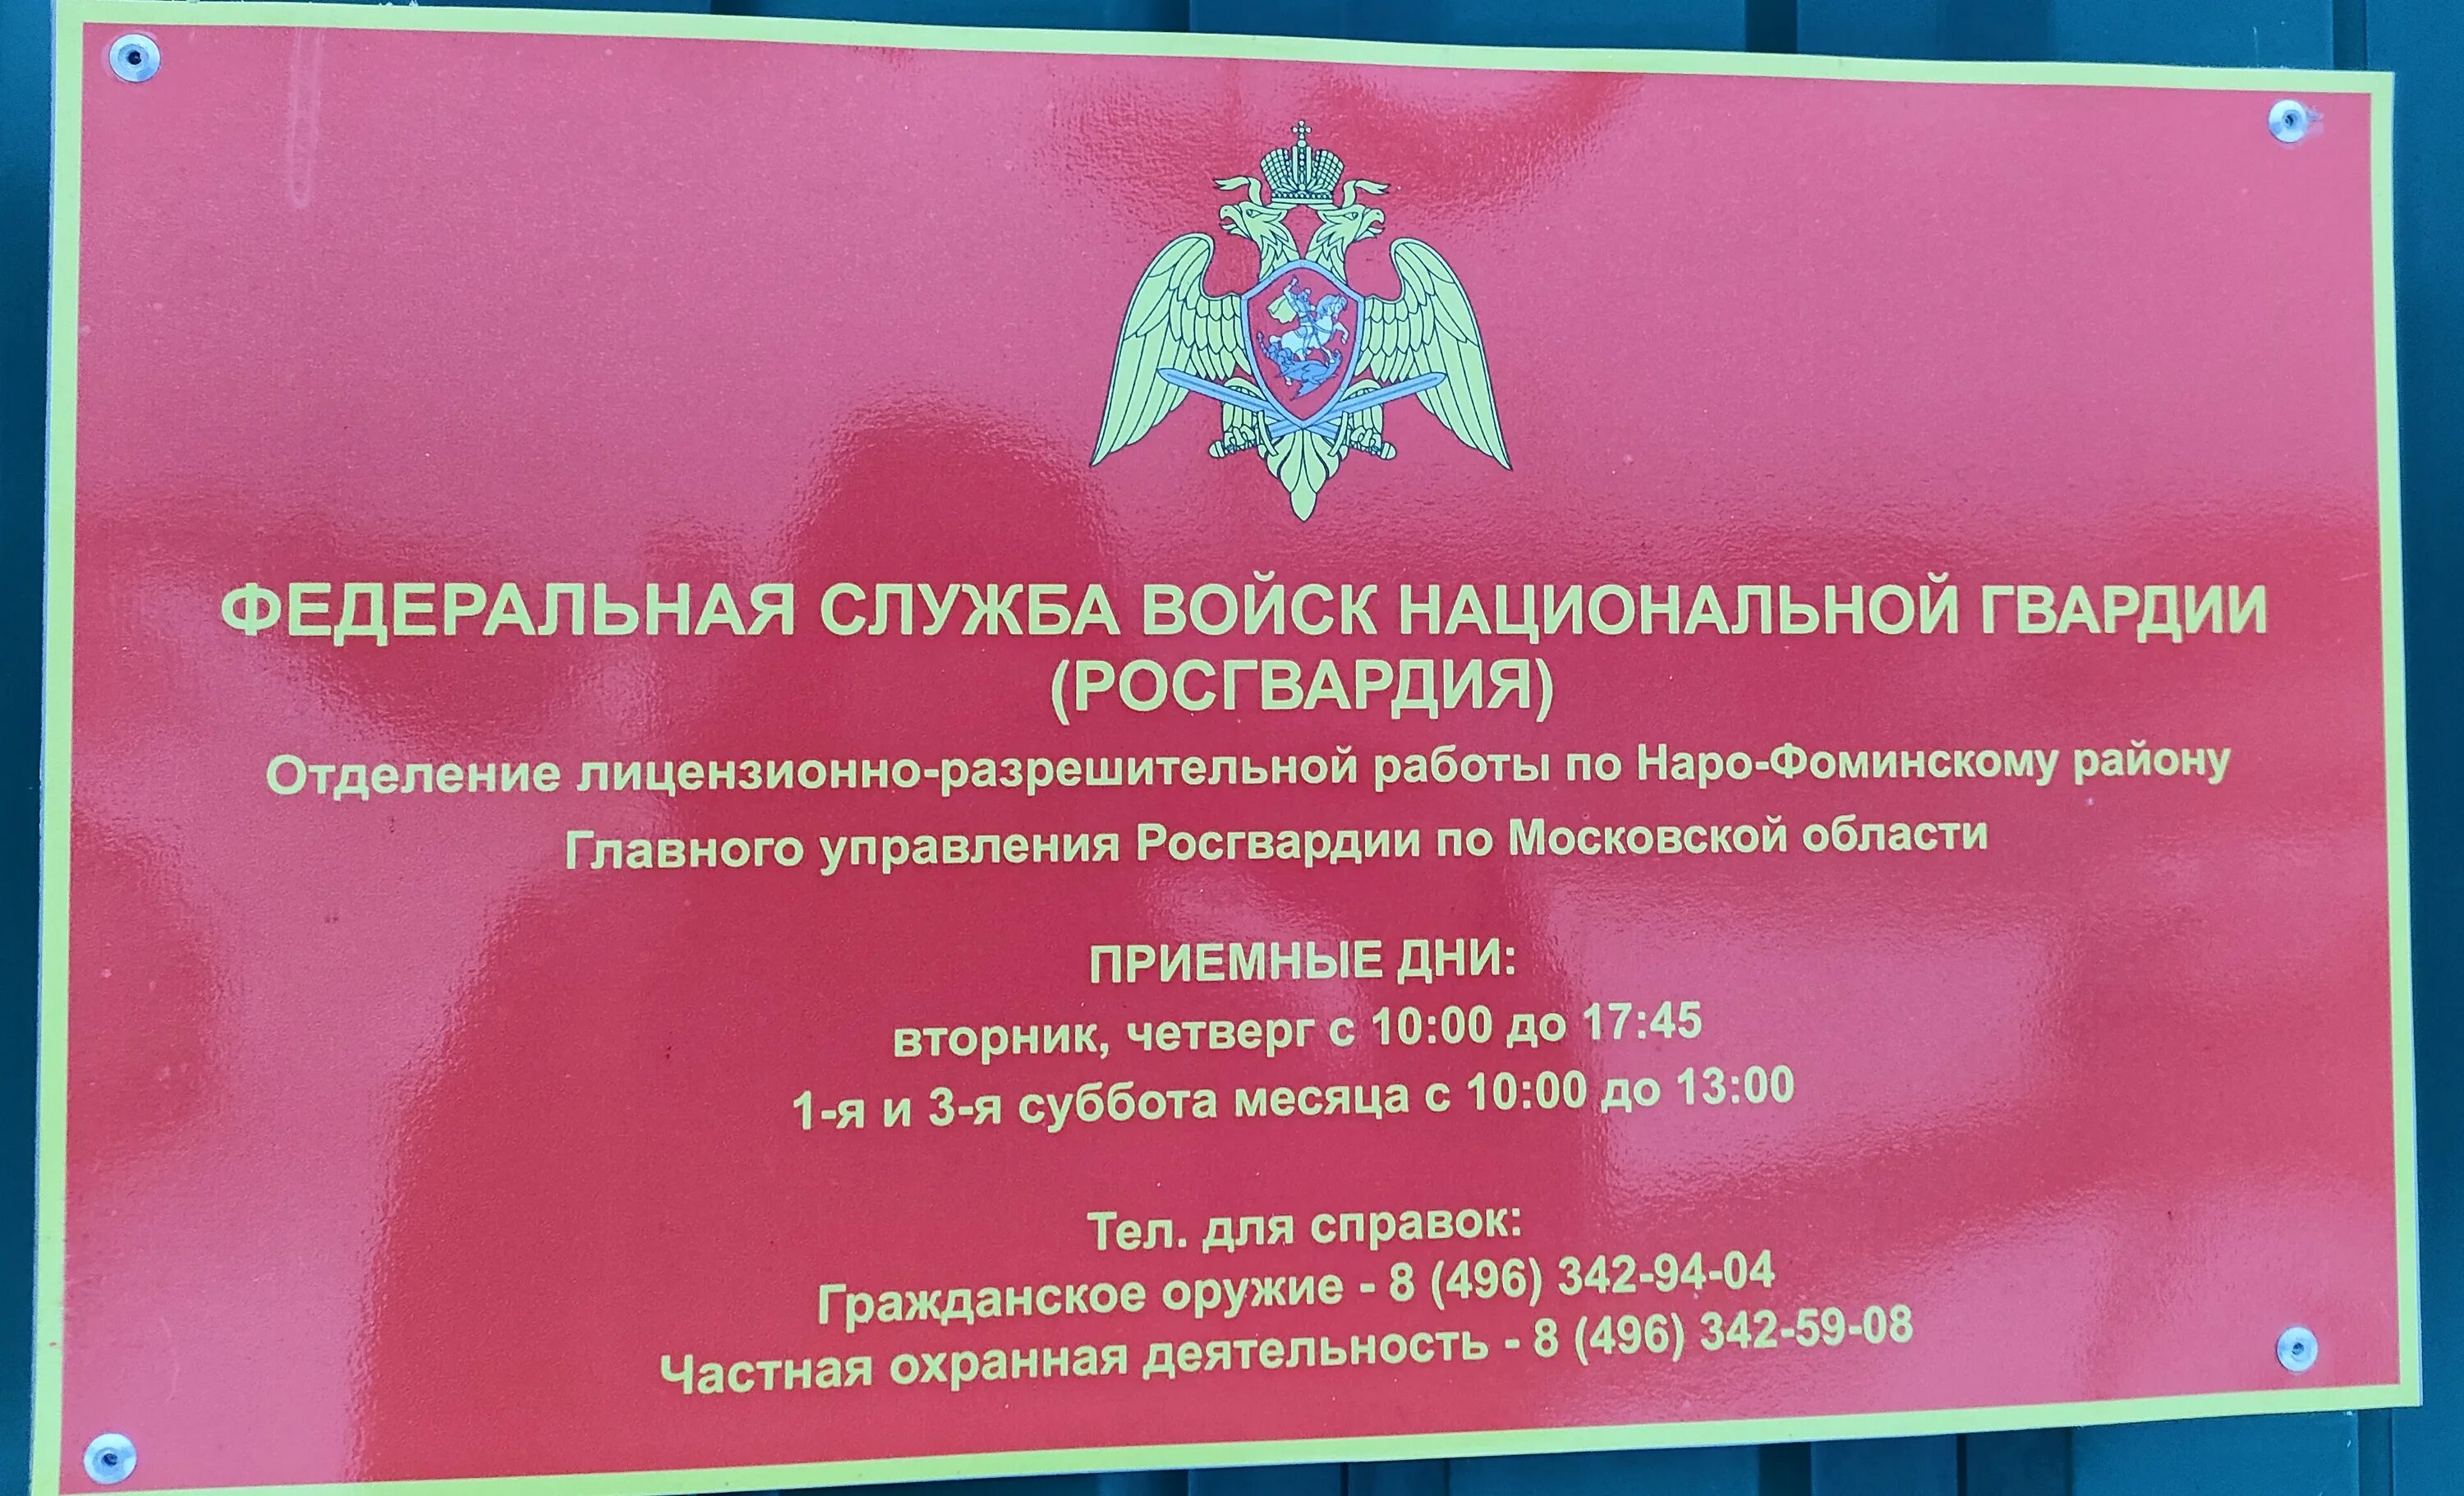 ФЕДЕРАЛЬНАЯ СЛУЖБА ВОЙСК НАЦИОНАЛЬНОЙ ГВАРДИИ
(РОСГВАРДИЯ)
Отделение лицензионно-разрешительной работы по Наро-Фоминскому району
Главного управления Росгвардии по Московской области
ПРИЕМНЫЕ ДНИ:
вторник, четверг с 10:00 до 17:45
1-я и 3-я суббота месяца с 10:00 до 13:00
Тел. для справок:
Гражданское оружие - 8 (496) 342-94-04
Частная охранная деятельность - 8 (496) 342-59-08